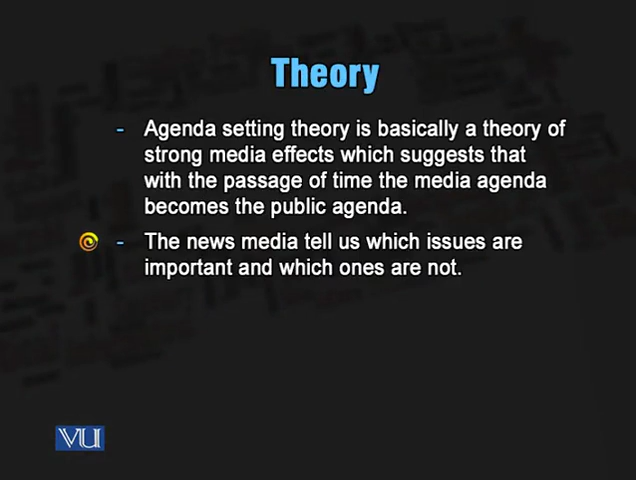 Theory
- Agenda setting theory is basically a theory of
strong media effects which suggests that
with the passage of time the media agenda
becomes the public agenda.
- The news media tell us which issues are
important and which ones are not.
VU